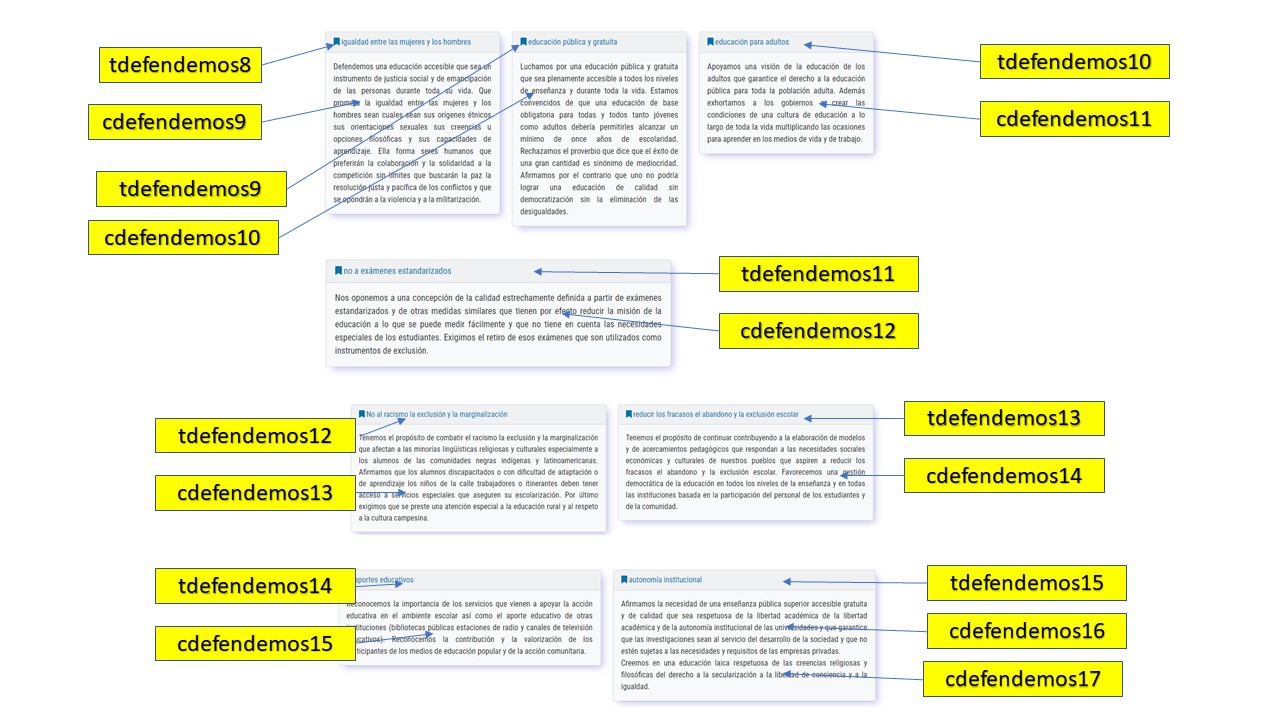 tdefendemos8
cdefendemos9
tdefendemos9
cdefendemos10
igualdad entre las mujeres y los hombres
Defendemos una educación accesible que sea un
instrumento de justicia social y de emancipación
de las personas durante toda su vida. Que
promueva la igualdad entre las mujeres y los
hombres sean cuales sean sus orígenes étnicos
sus orientaciones sexuales sus creencias u
opciones filosóficas y sus capacidades de
aprendizaje. Ella forma seres humanos que
preferirán la colaboración y la solidaridad a la
competición sin límites que buscarán la paz la
resolución justa y pacífica de los conflictos y que
se opondrán a la violencia y a la militarización.
educación pública y gratuita
Luchamos por una educación pública y gratuita
que sea plenamente accesible a todos los niveles
de enseñanza y durante toda la vida. Estamos
convencidos de que una educación de base
obligatoria para todas y todos tanto jóvenes
como adultos debería permitirles alcanzar un
mínimo de once años de escolaridad.
Rechazamos el proverbio que dice que el éxito de
una gran cantidad es sinónimo de mediocridad.
Afirmamos por el contrario que uno no podría
lograr una educación de calidad sin
democratización sin la eliminación de las
desigualdades.
educación para adultos
Apoyamos una visión de la educación de los
adultos que garantice el derecho a la educación
pública para toda la población adulta. Además
exhortamos a los gobiernos a crear las
condiciones de una cultura de educación a lo
largo de toda la vida multiplicando las ocasiones
para aprender en los medios de vida y de trabajo.
tdefendemos10
cdefendemos11
no a exámenes estandarizados
Nos oponemos a una concepción de la calidad estrechamente definida a partir de exámenes
estandarizados y de otras medidas similares que tienen por efecto reducir la misión de la
educación a lo que se puede medir fácilmente y que no tiene en cuenta las necesidades
especiales de los estudiantes. Exigimos el retiro de esos exámenes que son utilizados como
instrumentos de exclusión.
tdefendemos11
cdefendemos12
tdefendemos12
cdefendemos13
No al racismo la exclusión y la marginalización
Tenemos el propósito de combatir el racismo la exclusión y la marginalización
que afectan a las minorías lingüísticas religiosas y culturales especialmente a
los alumnos de las comunidades negras indígenas y latinoamericanas.
Afirmamos que los alumnos discapacitados o con dificultad de adaptación o
de aprendizaje los niños de la calle trabajadores o itinerantes deben tener
acceso a servicios especiales que aseguren su escolarización. Por último
exigimos que se preste una atención especial a la educación rural y al respeto
a la cultura campesina.
reducir los fracasos el abandono y la exclusión escolar
Tenemos el propósito de continuar contribuyendo a la elaboración de modelos
y de acercamientos pedagógicos que respondan a las necesidades sociales
económicas y culturales de nuestros pueblos que aspiren a reducir los
fracasos el abandono y la exclusión escolar. Favorecemos una gestión
democrática de la educación en todos los niveles de la enseñanza y en todas
las instituciones basada en la participación del personal de los estudiantes y
de la comunidad.
tdefendemos13
cdefendemos14
tdefendemos14
cdefendemos15
aportes educativos
Reconocemos la importancia de los servicios que vienen a apoyar la acción
educativa en el ambiente escolar así como el aporte educativo de otras
instituciones (bibliotecas públicas estaciones de radio y canales de televisión
educativos). Reconocemos la contribución y la valorización de los
participantes de los medios de educación popular y de la acción comunitaria.
autonomía institucional
Afirmamos la necesidad de una enseñanza pública superior accesible gratuita
y de calidad que sea respetuosa de la libertad académica de la libertad
académica y de la autonomía institucional de las universidades y que garantice
que las investigaciones sean al servicio del desarrollo de la sociedad y que no
estén sujetas a las necesidades y requisitos de las empresas privadas.
Creemos en una educación laica respetuosa de las creencias religiosas y
filosóficas del derecho a la secularización a la libertad de conciencia y a la
igualdad.
tdefendemos15
cdefendemos16
cdefendemos17